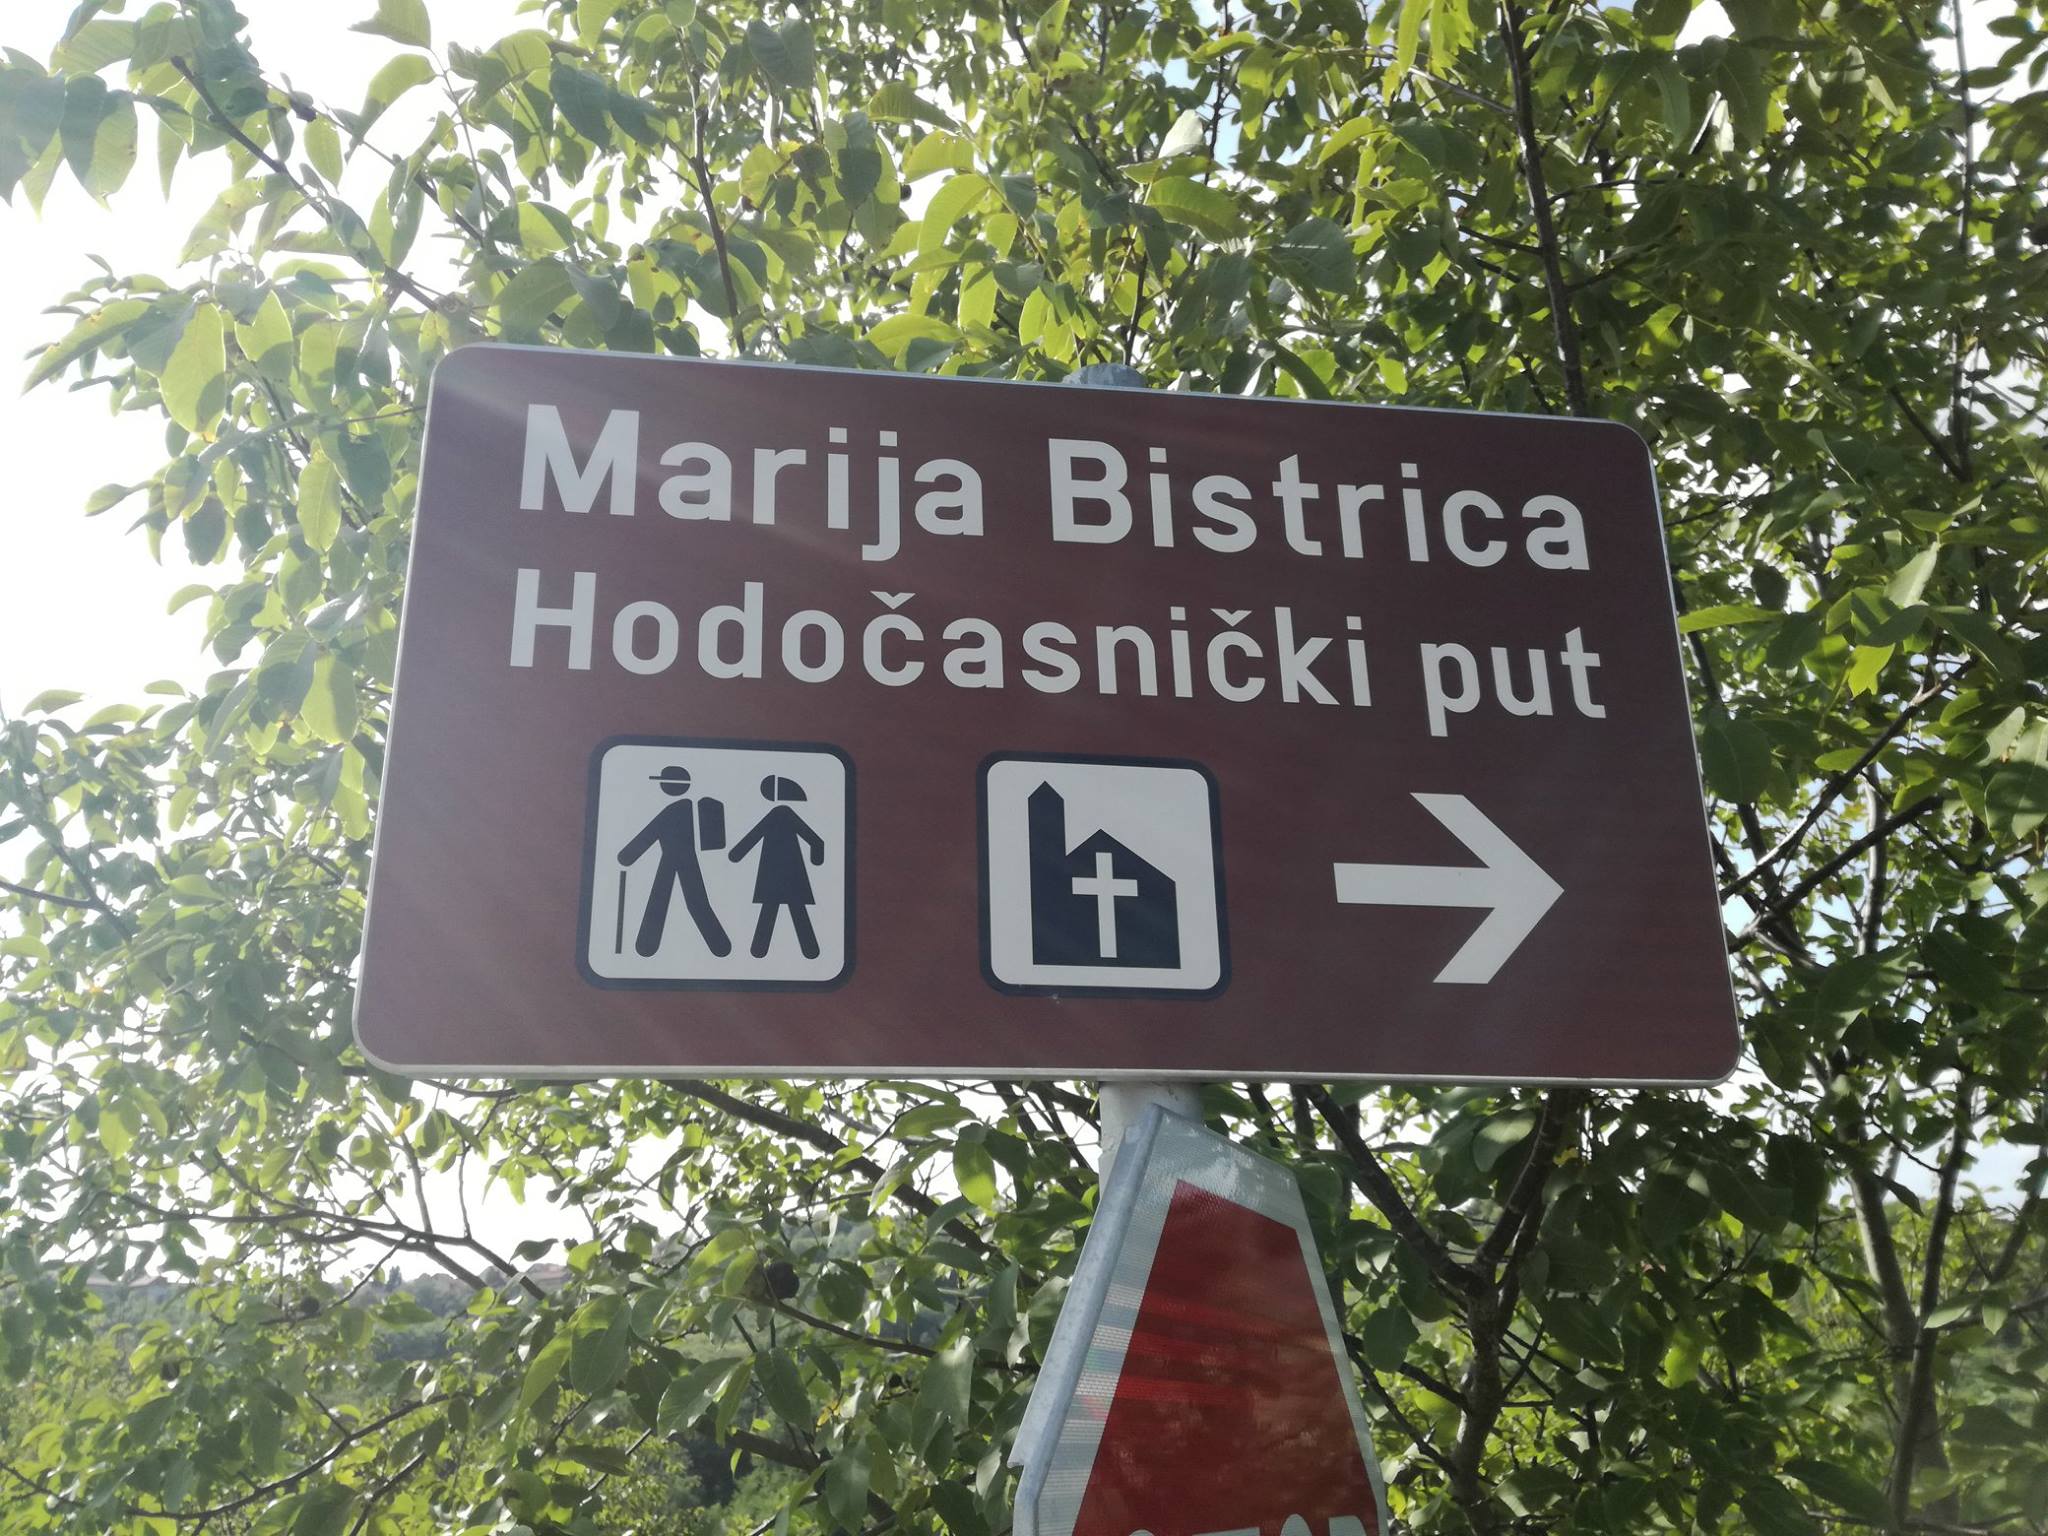 Marija Bistrica
Hodočasnički put